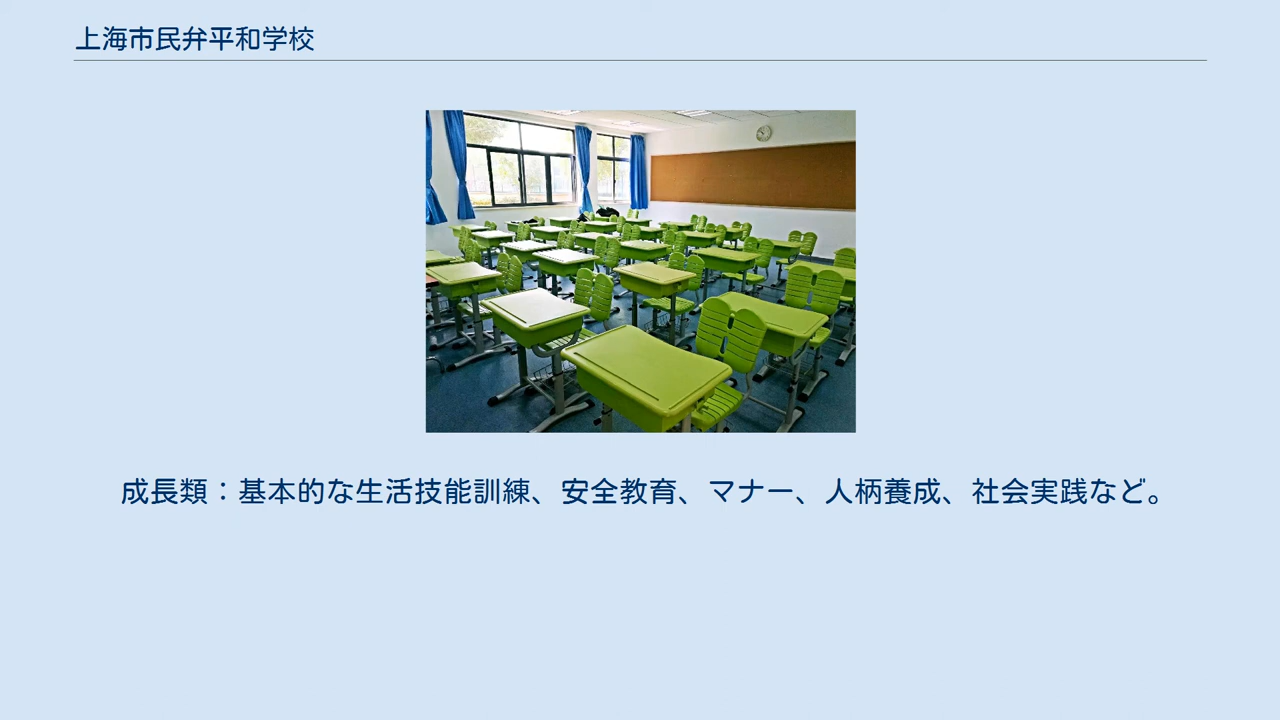 上海市民弁平和学校
成長類：基本的な生活技能訓練、安全教育、マナー、人柄養成、社会実践など。